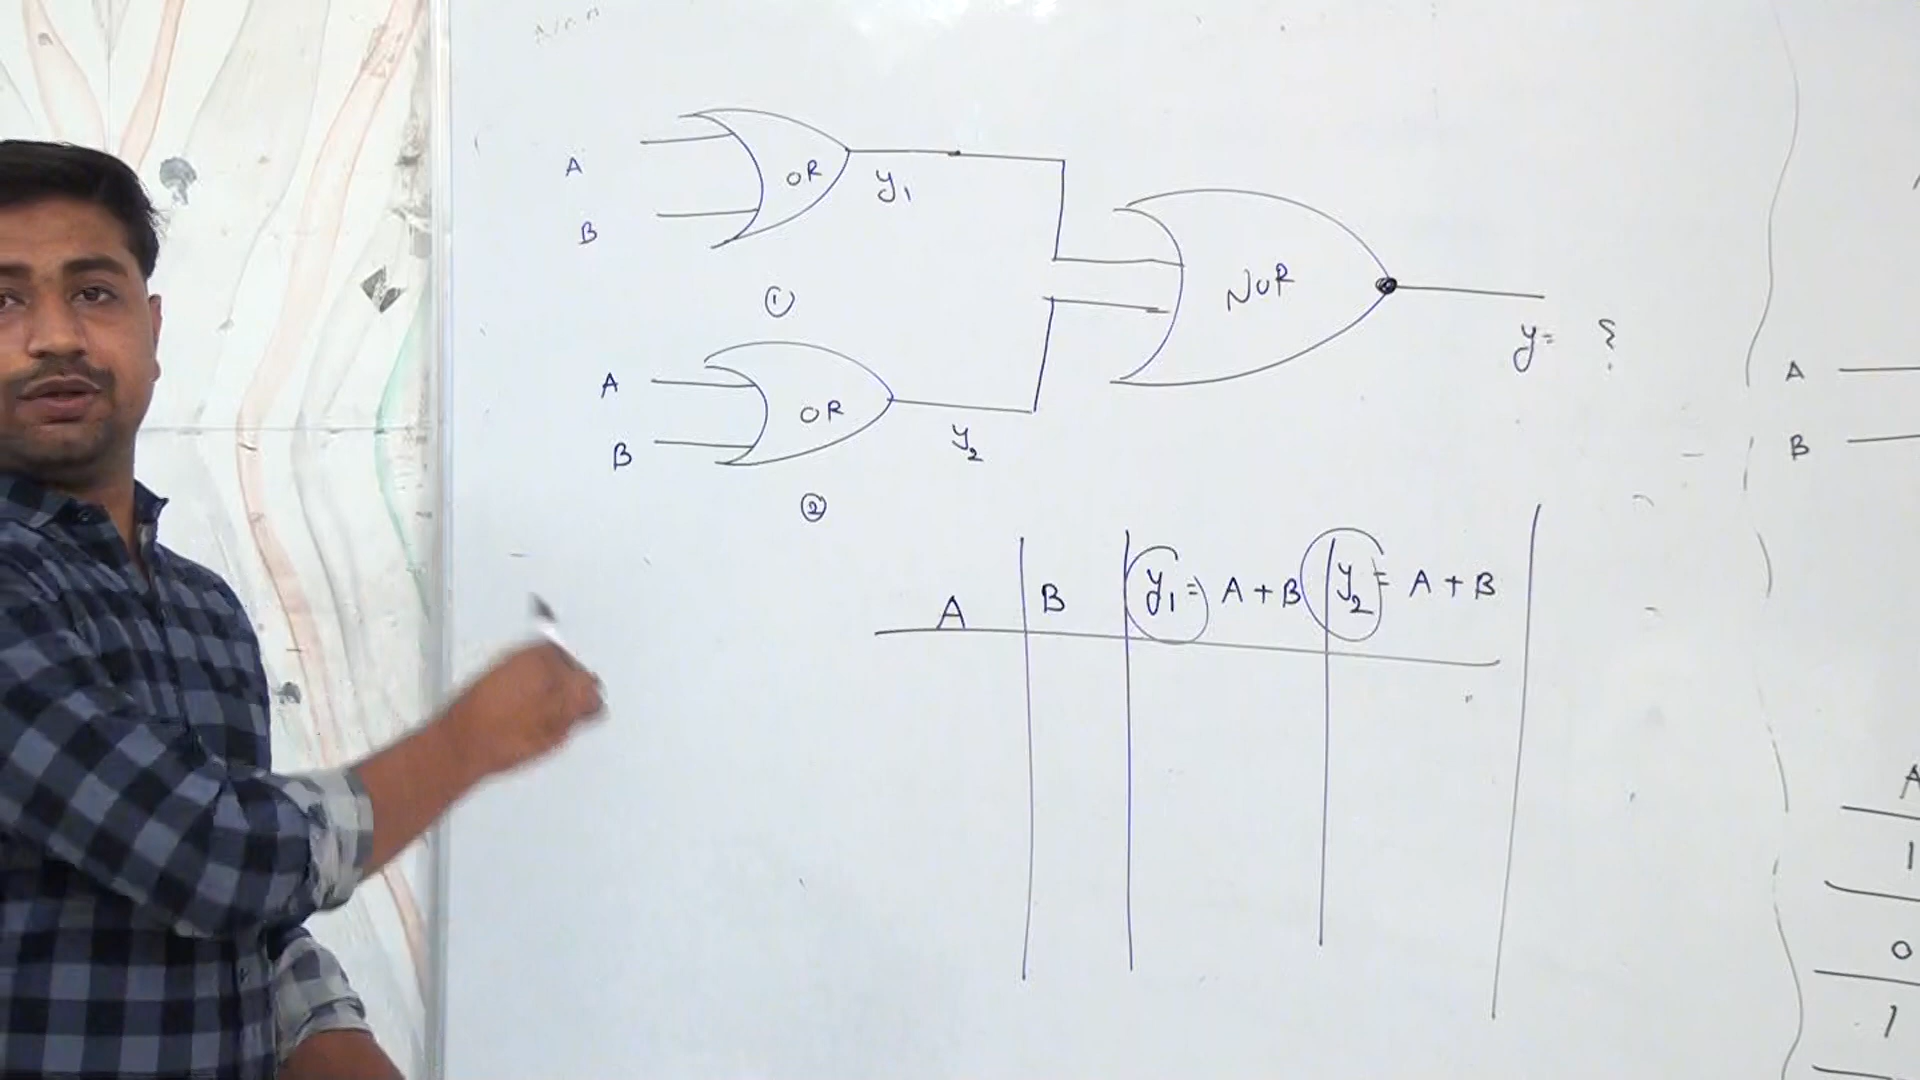 A
OR
y₁
B
①
NOR
y= ?
A
OR
B
y₂
②
A
B
A | B | y₁= A + B | y₂= A + B
A
1
0
1